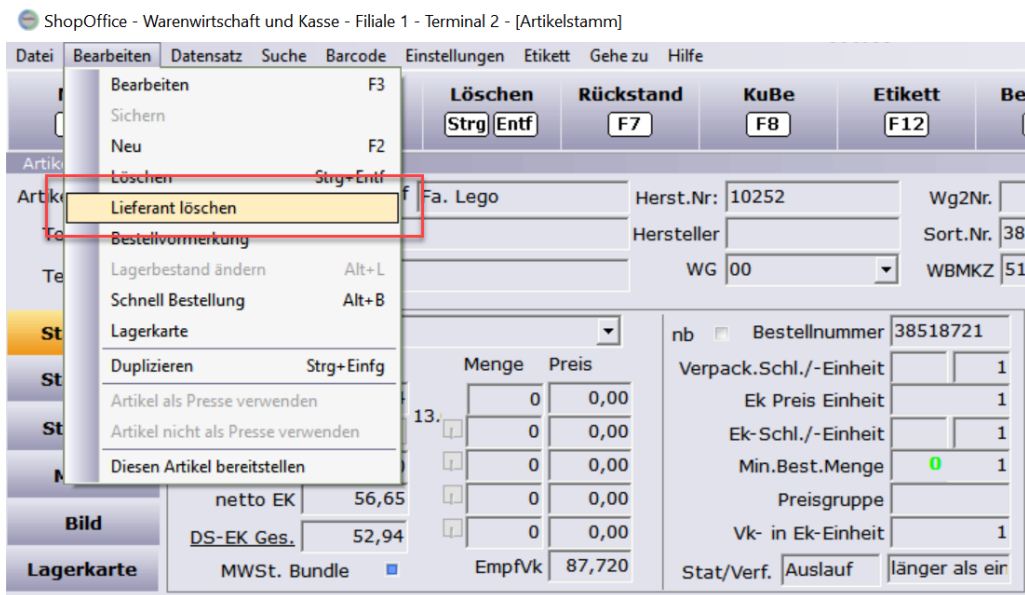 ShopOffice - Warenwirtschaft und Kasse - Filiale 1 - Terminal 2 - [Artikelstamm]
Datei Bearbeiten Datensatz Suche Barcode Einstellungen Etikett Gehe zu Hilfe
Löschen Rückstand KuBe Etikett
Strg Entf F7 F8 F12
Bearbeiten F3
Sichern
Neu F2
Löschen Strg+Entf
Lieferant löschen
Bestellvormerkung
Lagerbestand ändern Alt+L
Schnell Bestellung Alt+B
Lagerkarte
Duplizieren Strg+Einfg
Artikel als Presse verwenden
Artikel nicht als Presse verwenden
Diesen Artikel bereitstellen
Fa. Lego Herst.Nr: 10252 Wg2Nr.
Hersteller Sort.Nr. 38
WG 00 WBMKZ 51
nb Bestellnummer 38518721
Menge Preis Verpack.Schl./-Einheit 1
0 0,00 Ek Preis Einheit 1
13. 0 0,00 Ek-Schl./-Einheit 1
0 0,00 Min.Best.Menge 0 1
netto EK 56,65 0 0,00 Preisgruppe
DS-EK Ges. 52,94 0 0,00 Vk- in Ek-Einheit 1
MWSt. Bundle EmpfVk 87,720 Stat/Verf. Auslauf länger als ein
Bild
Lagerkarte